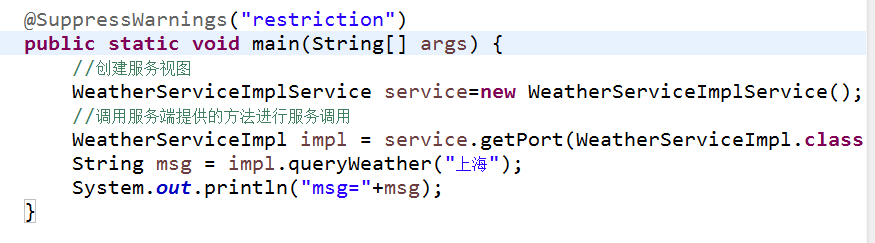 @SuppressWarnings("restriction")
public static void main(String[] args) {
//创建服务视图
WeatherServiceImplService service=new WeatherServiceImplService();
//调用服务端提供的方法进行服务调用
WeatherServiceImpl impl = service.getPort(WeatherServiceImpl.class
String msg = impl.queryWeather("上海");
System.out.println("msg="+msg);
}